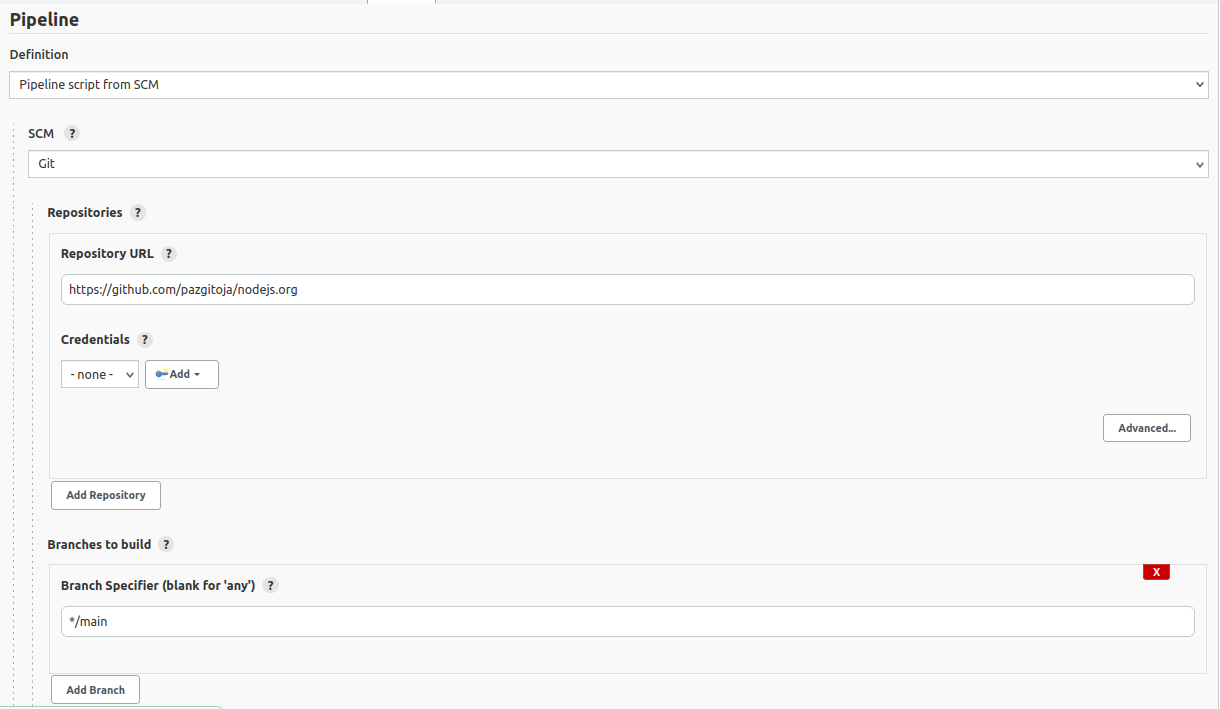 Pipeline
Definition
Pipeline script from SCM
SCM ?
Git
Repositories ?
Repository URL ?
https://github.com/pazgitoja/nodejs.org
Credentials ?
- none - Add
Advanced...
Add Repository
Branches to build ?
X
Branch Specifier (blank for 'any') ?
*/main
Add Branch